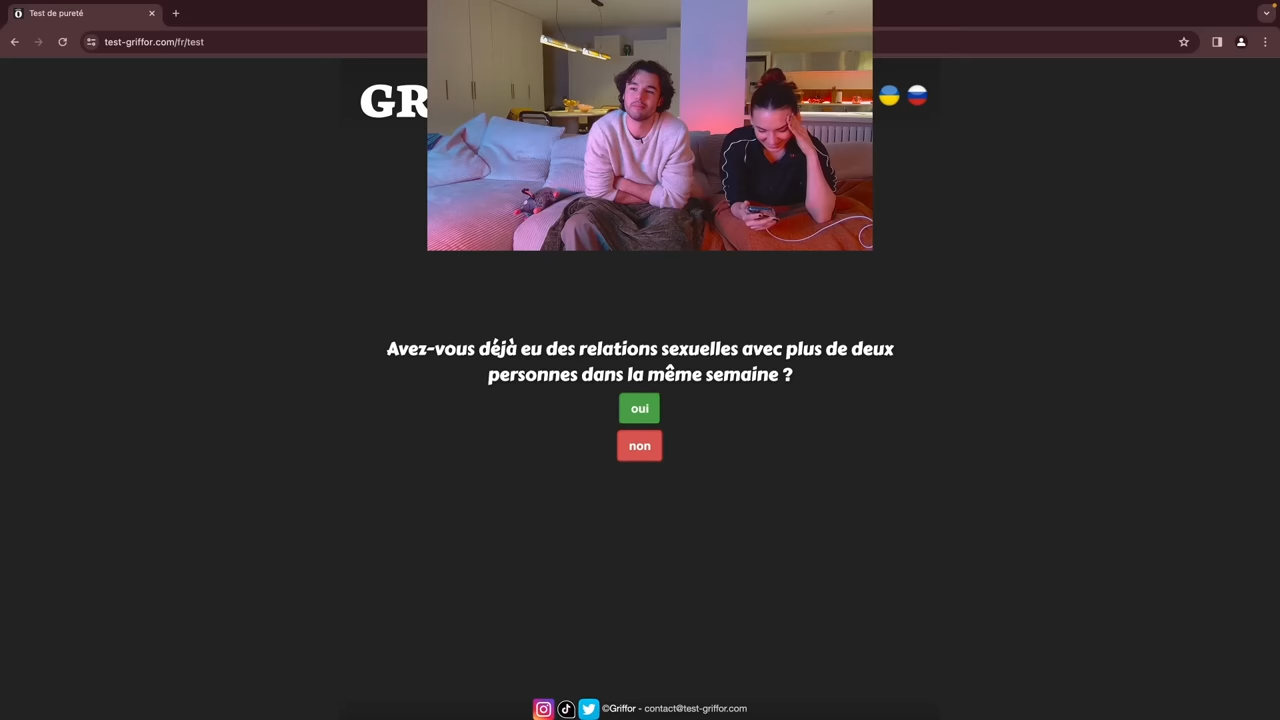 Test de pureté
test-griffor.com/fr/test
GR
Avez-vous déjà eu des relations sexuelles avec plus de deux
personnes dans la même semaine ?
oui
non
©Griffor - contact@test-griffor.com